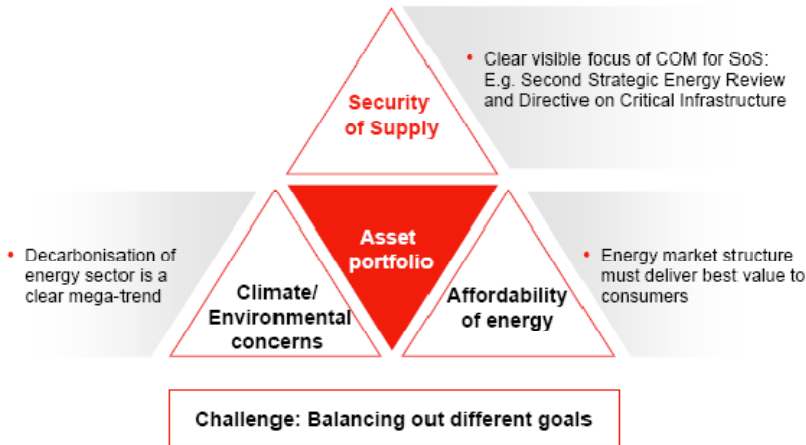 • Clear visible focus of COM for SoS:
E.g. Second Strategic Energy Review
and Directive on Critical Infrastructure
Security
of Supply
• Decarbonisation of
energy sector is a
clear mega-trend
Asset
portfolio
Climate/
Environmental
concerns
Affordability
of energy
• Energy market structure
must deliver best value to
consumers
Challenge: Balancing out different goals